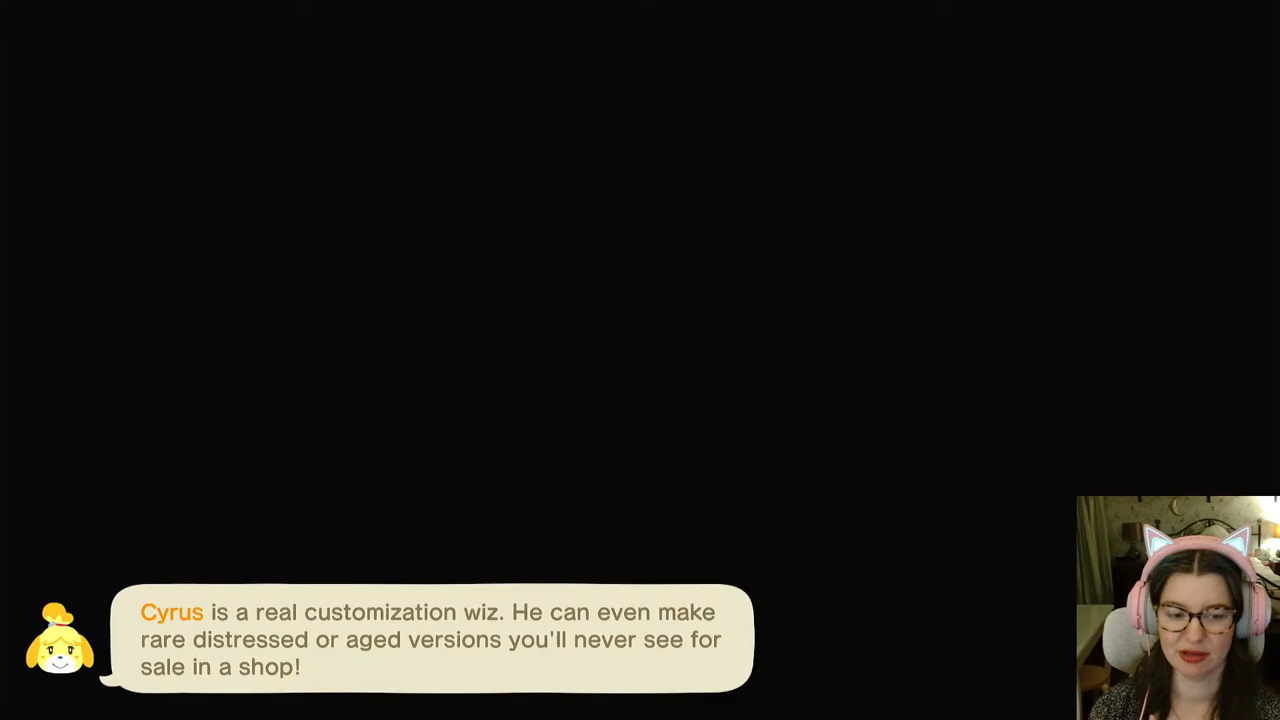 Cyrus is a real customization wiz. He can even make
rare distressed or aged versions you'll never see for
sale in a shop!